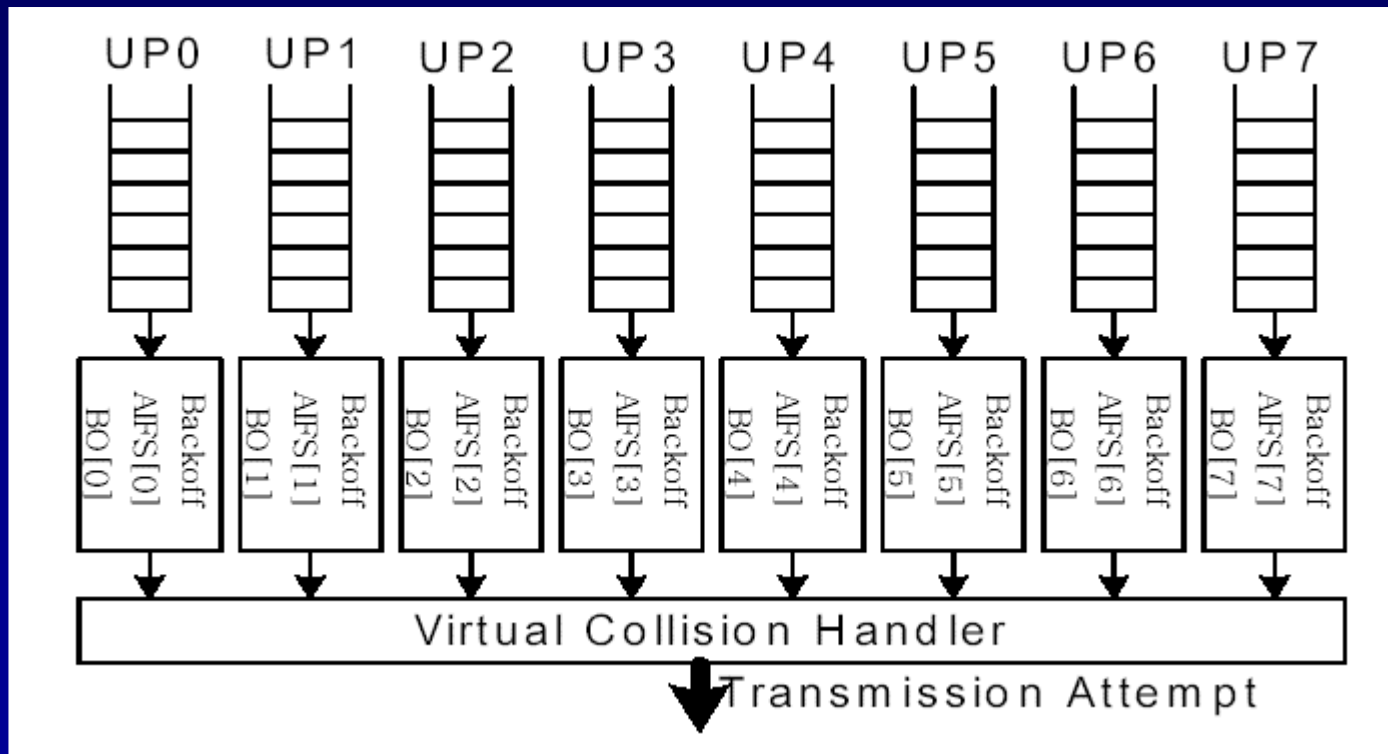 UP0 UP1 UP2 UP3 UP4 UP5 UP6 UP7
Backoff
AIFS[0]
BO[0]
Backoff
AIFS[1]
BO[1]
Backoff
AIFS[2]
BO[2]
Backoff
AIFS[3]
BO[3]
Backoff
AIFS[4]
BO[4]
Backoff
AIFS[5]
BO[5]
Backoff
AIFS[6]
BO[6]
Backoff
AIFS[7]
BO[7]
Virtual Collision Handler
Transmission Attempt